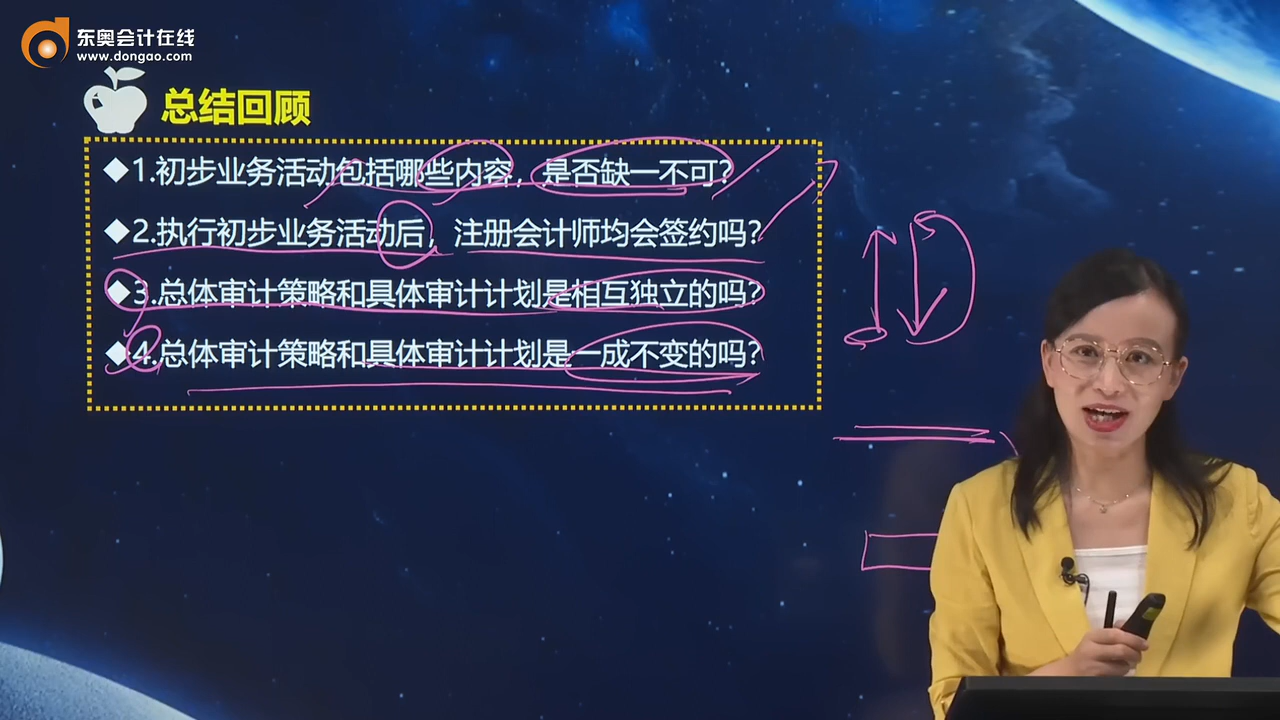 东奥会计在线
www.dongao.com
总结回顾
◆1.初步业务活动包括哪些内容，是否缺一不可？
◆2.执行初步业务活动后，注册会计师均会签约吗？
◆3.总体审计策略和具体审计计划是相互独立的吗？
◆4.总体审计策略和具体审计计划是一成不变的吗？